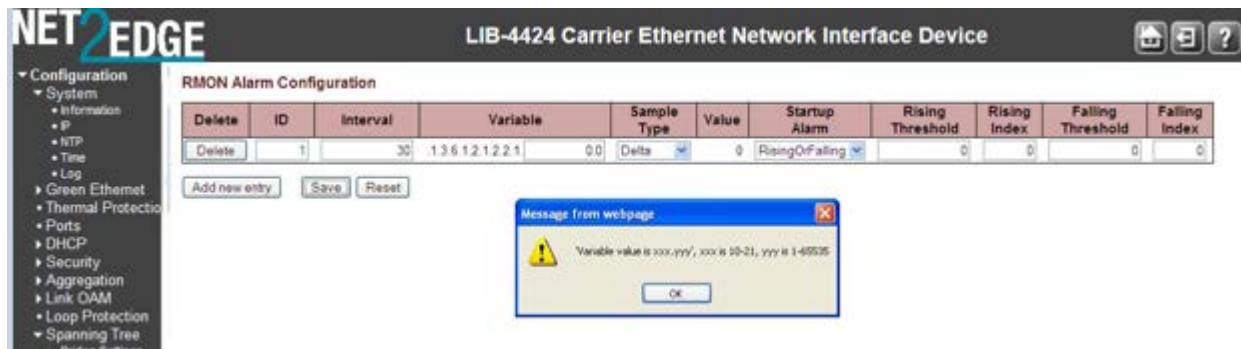 NET2EDGE
LIB-4424 Carrier Ethernet Network Interface Device
?
Configuration
System
Information
IP
NTP
Time
Log
Green Ethernet
Thermal Protectio
Ports
DHCP
Security
Aggregation
Link OAM
Loop Protection
Spanning Tree
RMON Alarm Configuration
Delete ID Interval Variable Sample Type Value Startup Alarm Rising Threshold Rising Index Falling Threshold Falling Index
Delete 1 30 1.3.6.1.2.1.2.2.1. 0.0 Delta 0 RisingOrFalling 0 0 0 0
Add new entry Save Reset
Message from webpage
'Variable value is xxx.yyy', xxx is 10-21, yyy is 1-65535
OK